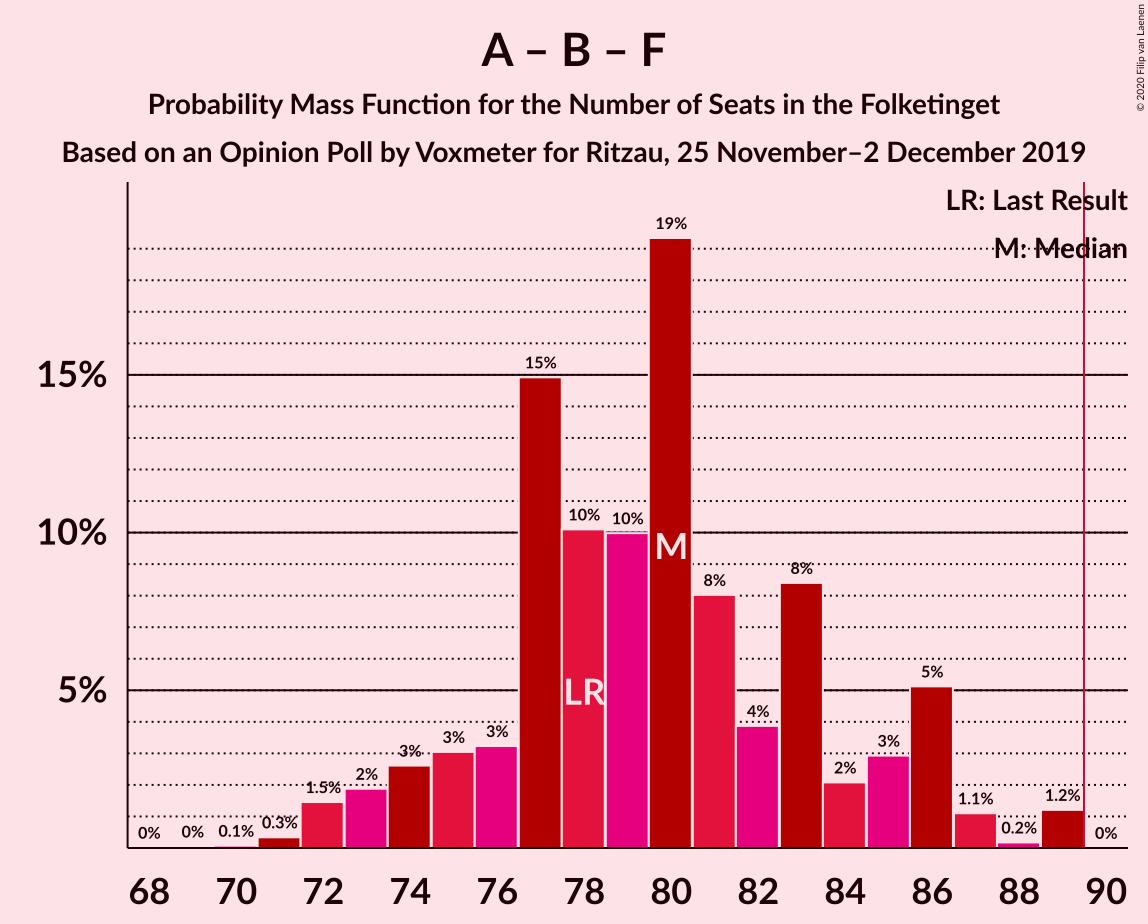 A – B – F
Probability Mass Function for the Number of Seats in the Folketinget
Based on an Opinion Poll by Voxmeter for Ritzau, 25 November–2 December 2019
© 2020 Filip van Laenen
LR: Last Result
M: Median
15%
10%
5%
0%
0%
0.1%
0.3%
1.5%
2%
3%
3%
3%
15%
10%
10%
19%
8%
4%
8%
2%
3%
5%
1.1%
0.2%
1.2%
0%
LR
M
68 70 72 74 76 78 80 82 84 86 88 90